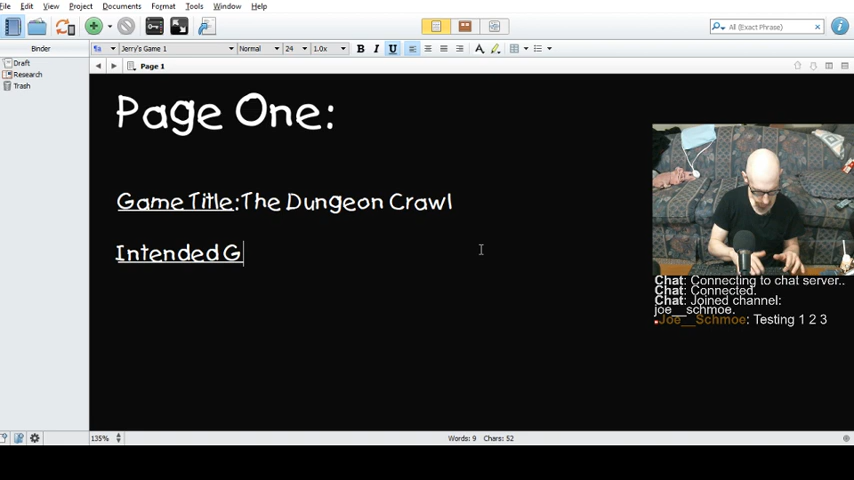 File Edit View Project Documents Format Tools Window Help
All (Exact Phrase)
Binder
Jerry's Game 1 Normal 24 1.0x B I U A
Draft
Research
Trash
Page 1
Page One:
Game Title:The Dungeon Crawl
Intended G
Chat: Connecting to chat server..
Chat: Connected.
Chat: Joined channel:
joe__schmoe.
Joe__Schmoe: Testing 1 2 3
135%
Words: 9 Chars: 52